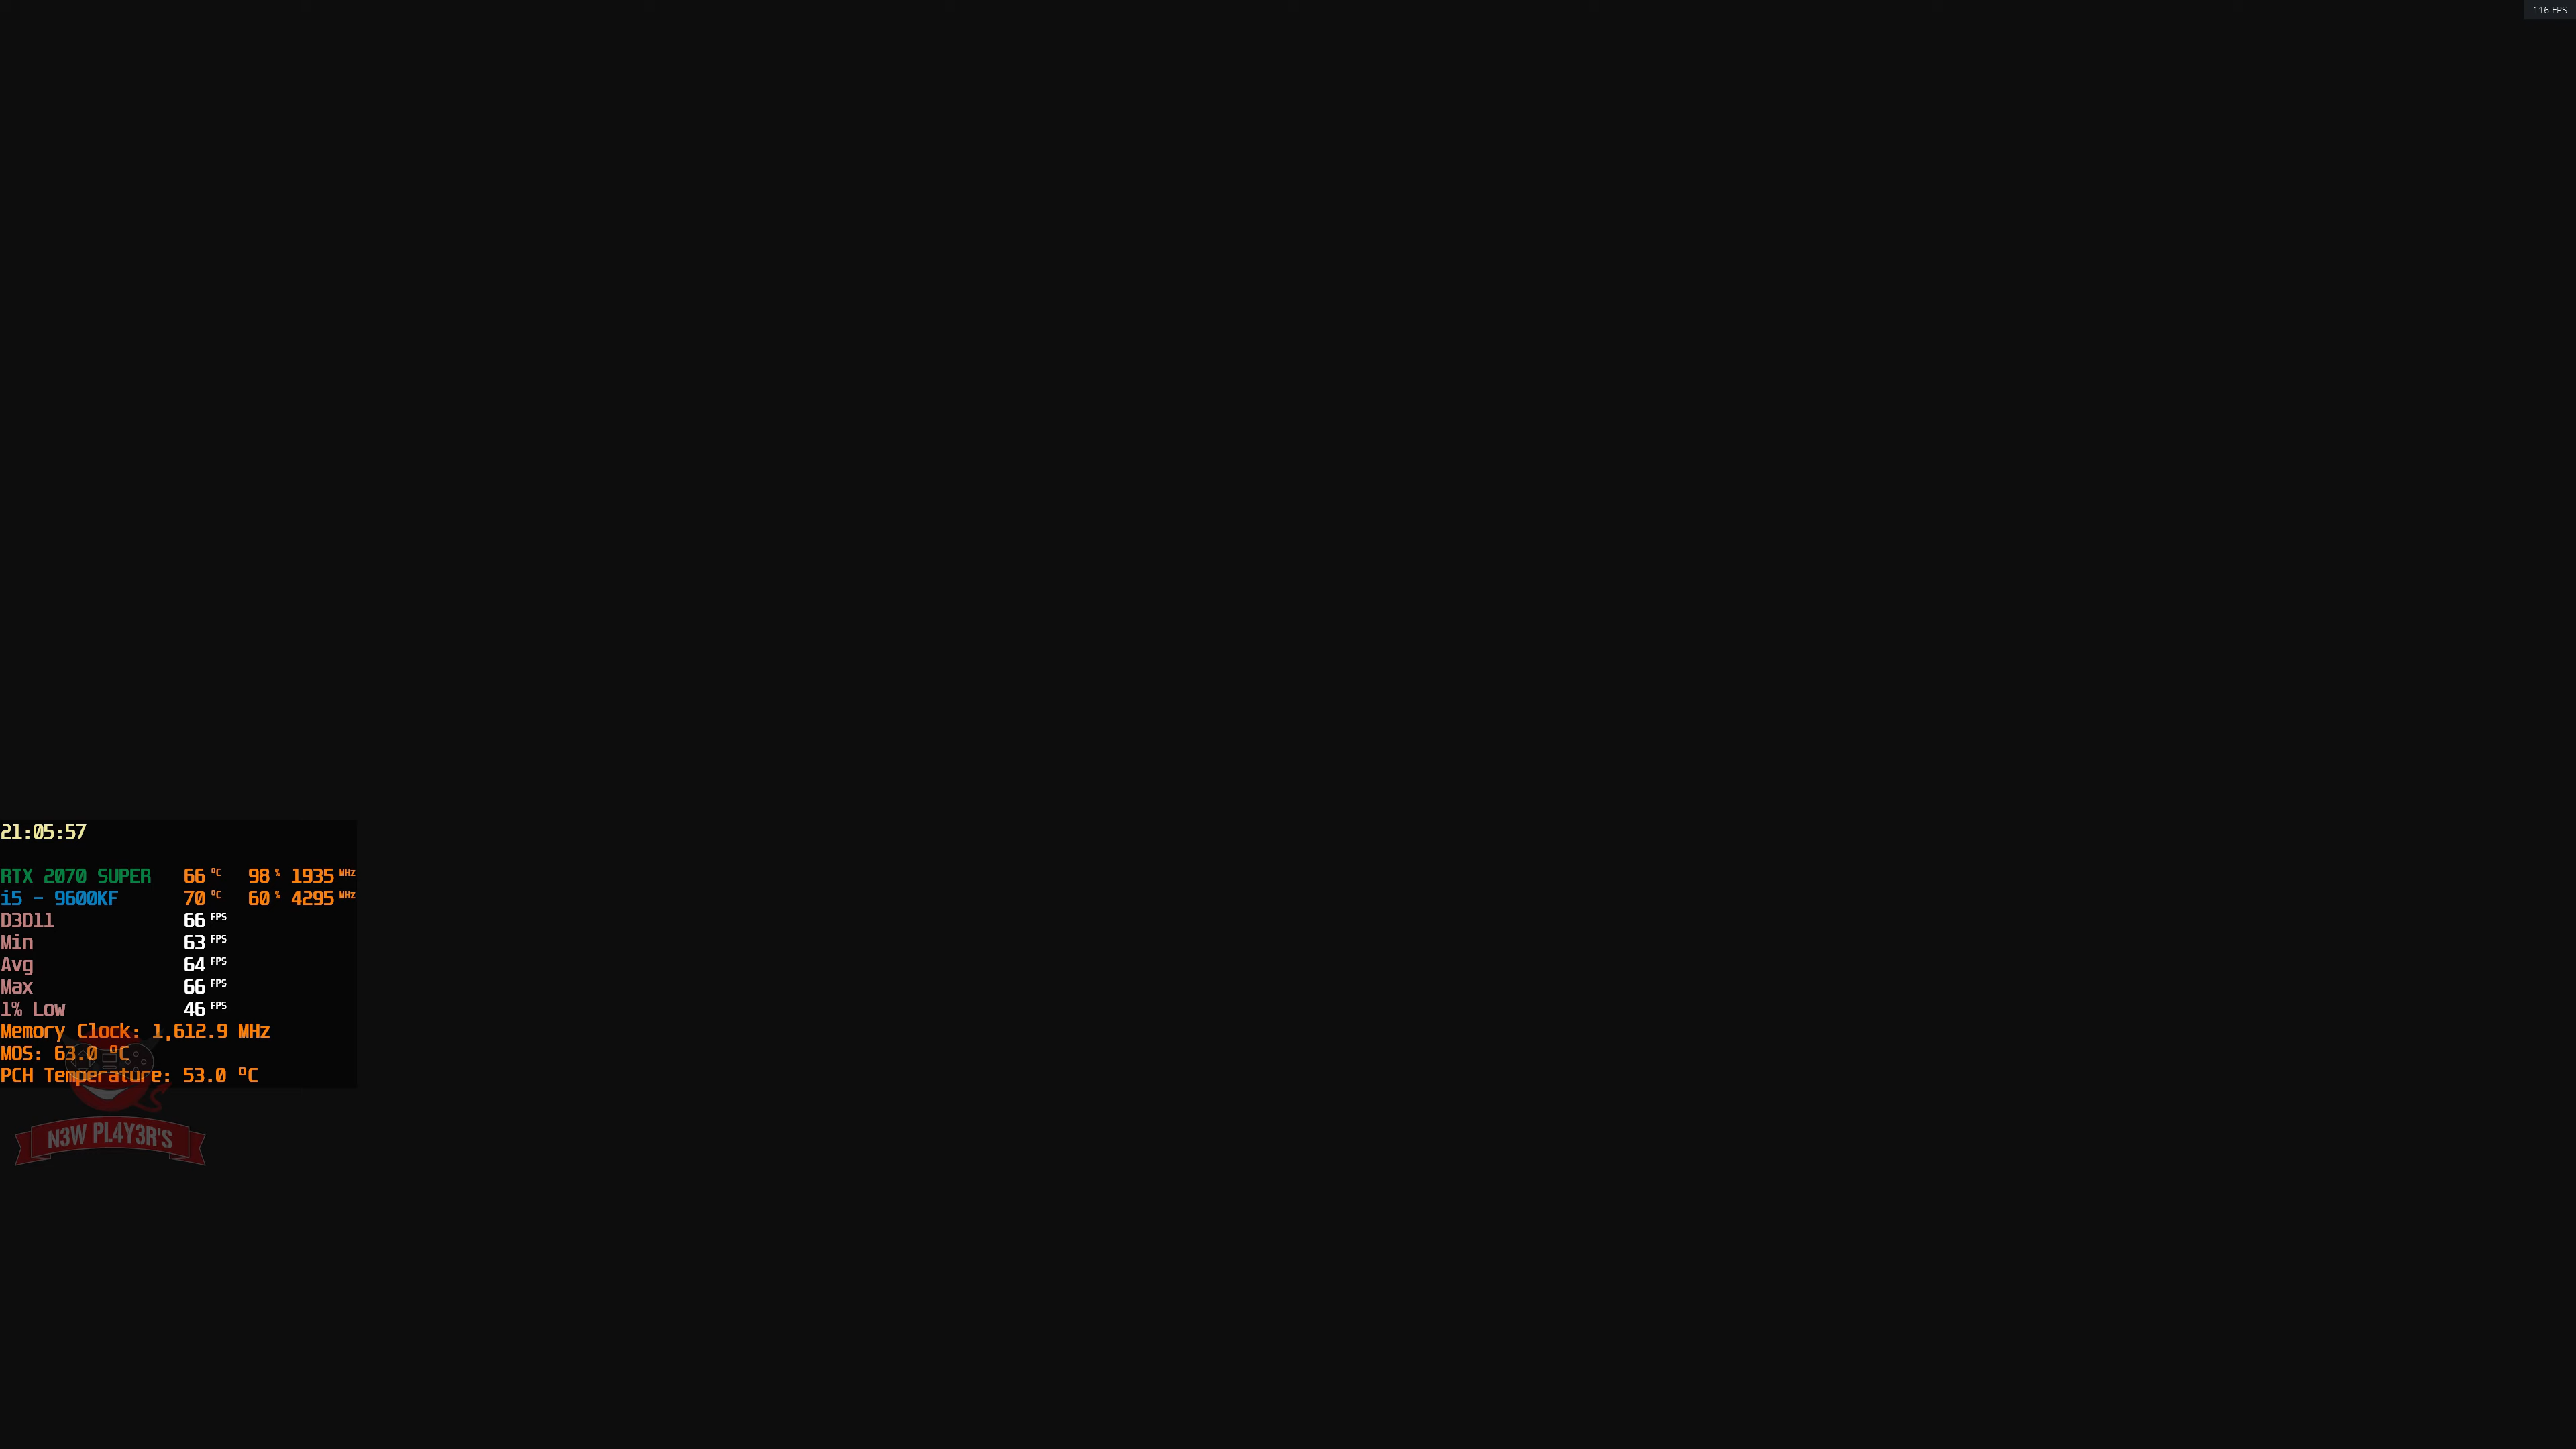 116 FPS
21:05:57
RTX 2070 SUPER 66 °C 98 % 1935 MHz
i5 - 9600KF 70 °C 60 % 4295 MHz
D3D11 66 FPS
Min 63 FPS
Avg 64 FPS
Max 66 FPS
1% Low 46 FPS
Memory Clock: 1,612.9 MHz
MOS: 63.0 °C
PCH Temperature: 53.0 °C
N3W PL4Y3R'S